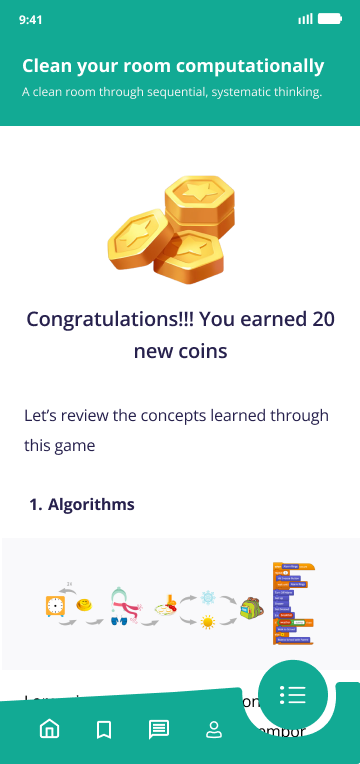 9:41
Clean your room computationally
A clean room through sequential, systematic thinking.
Congratulations!!! You earned 20
new coins
Let's review the concepts learned through
this game
1. Algorithms